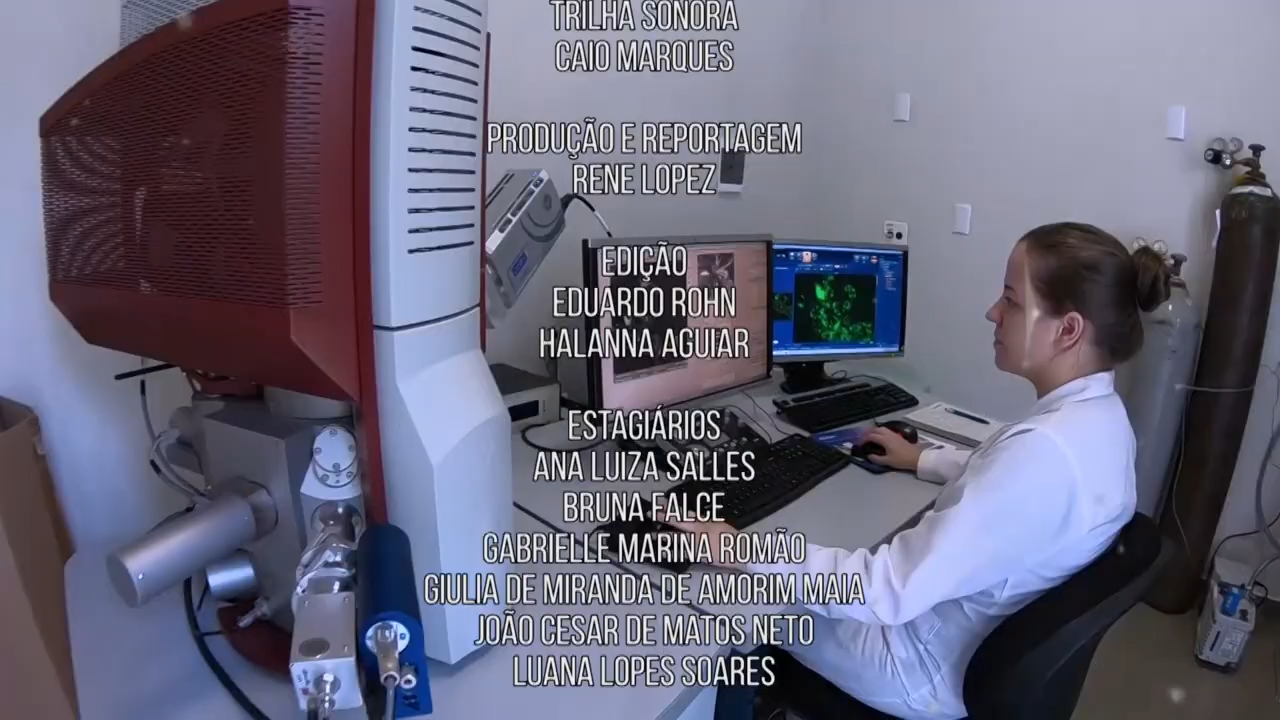 TRILHA SONORA
CAIO MARQUES
PRODUÇÃO E REPORTAGEM
RENE LOPEZ
EDIÇÃO
EDUARDO ROHN
HALANNA AGUIAR
ESTAGIÁRIOS
ANA LUIZA SALLES
BRUNA FALCE
GABRIELLE MARINA ROMÃO
GIULIA DE MIRANDA DE AMORIM MAIA
JOÃO CESAR DE MATOS NETO
LUANA LOPES SOARES